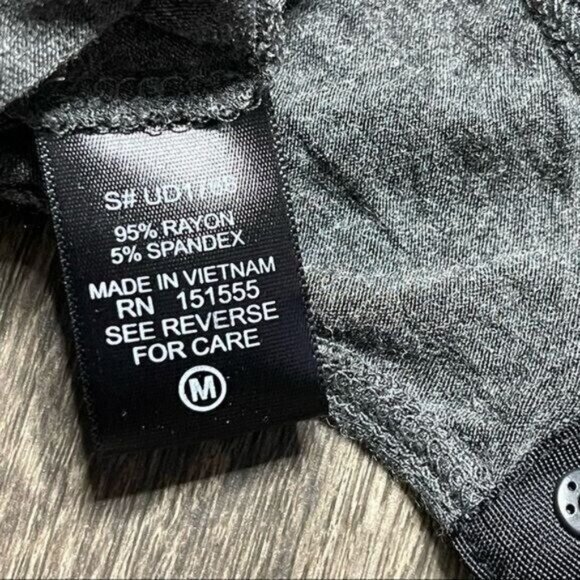 S#
95% RAYON
5% SPANDEX
MADE IN VIETNAM
RN 151555
SEE REVERSE
FOR CARE
M